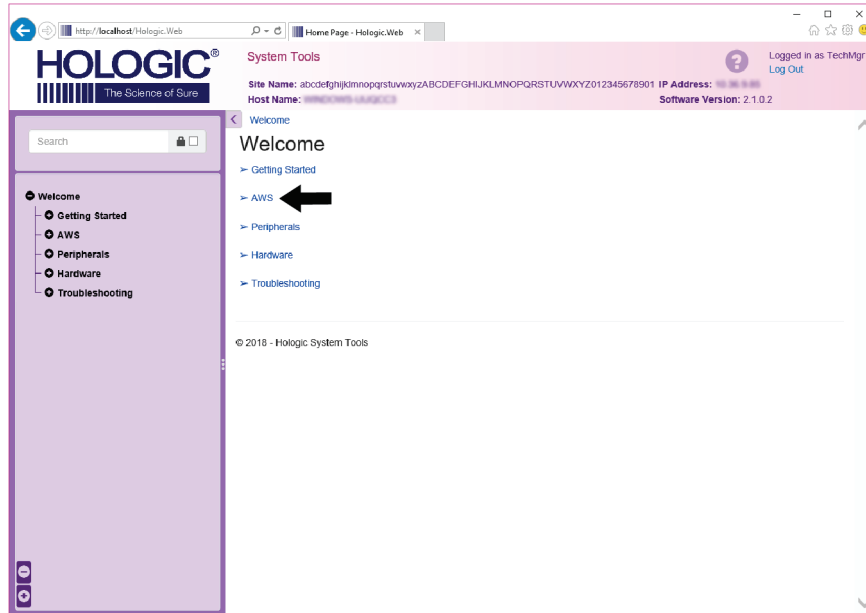 http://localhost/Hologic.Web
Home Page - Hologic.Web
HOLOGIC®
The Science of Sure
System Tools
Site Name: abcdefghijklmnopqrstuvwxyzABCDEFGHIJKLMNOPQRSTUVWXYZ012345678901 IP Address:
Host Name:
Software Version: 2.1.0.2
Logged in as TechMgr
Log Out
Search
Welcome
Getting Started
AWS
Peripherals
Hardware
Troubleshooting
Welcome
Welcome
➢ Getting Started
➢ AWS
➢ Peripherals
➢ Hardware
➢ Troubleshooting
© 2018 - Hologic System Tools